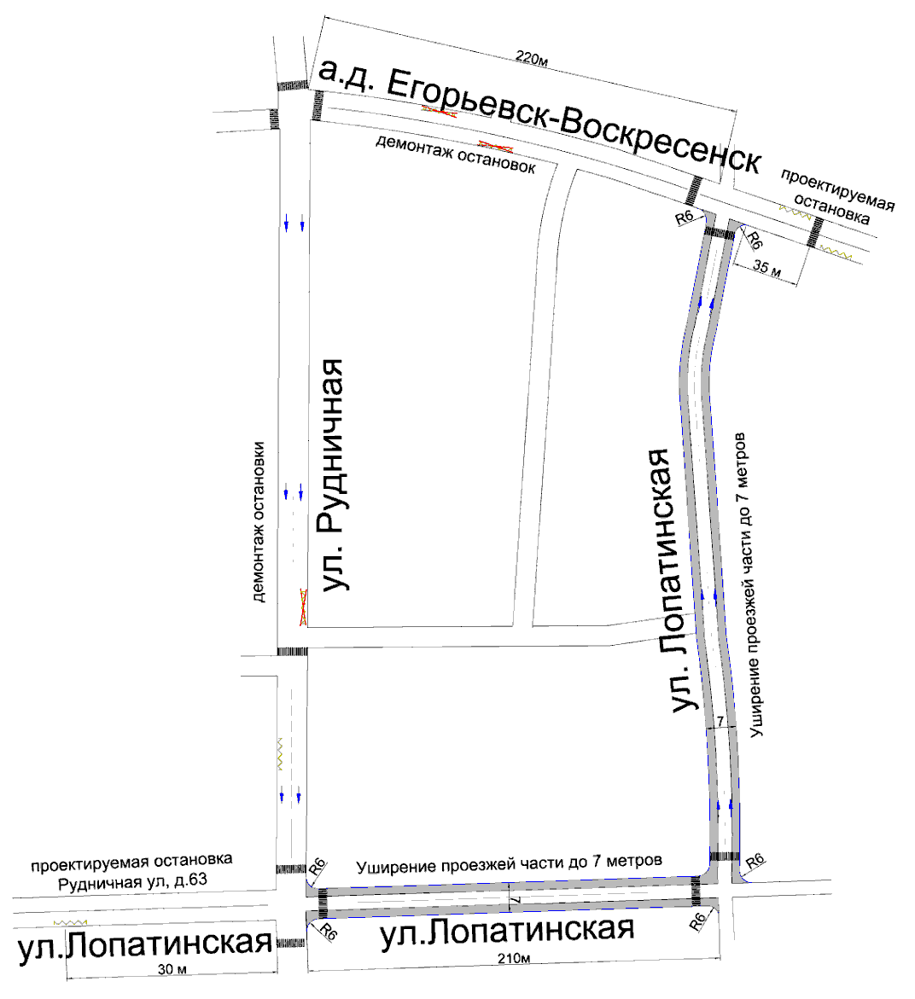 220м
а.д. Егорьевск-Воскресенск
демонтаж остановок
проектируемая
остановка
R6
R6
35 м
ул. Рудничная
демонтаж остановки
ул. Лопатинская
Уширение проезжей части до 7 метров
7
проектируемая остановка
Рудничная ул, д.63
R6
Уширение проезжей части до 7 метров
R6
7
R6
R6
ул.Лопатинская
ул.Лопатинская
30 м
210м